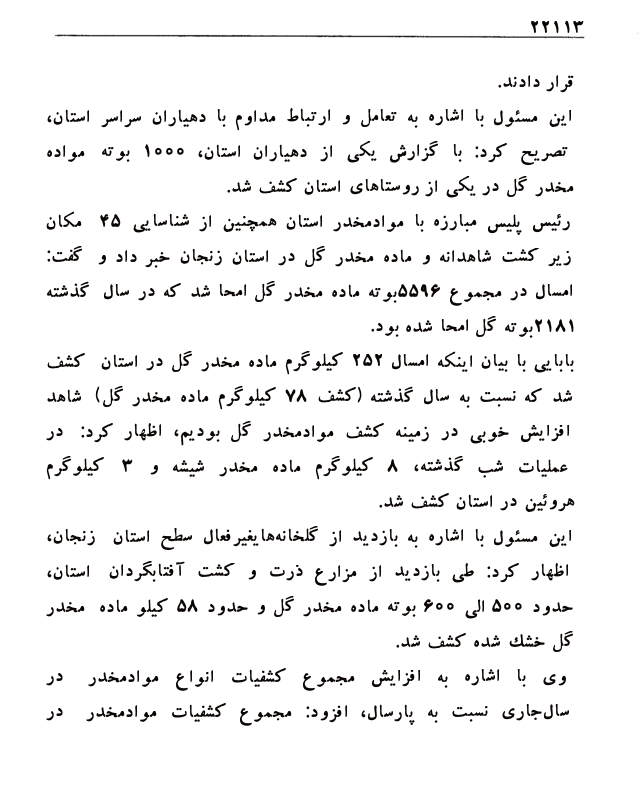 ۲۲۱۱۳
قرار دادند.
این مسئول با اشاره به تعامل و ارتباط مداوم با دهیاران سراسر استان،
تصریح کرد: با گزارش یکی از دهیاران استان، ۱۰۰۰ بوته مواده
مخدر گل در یکی از روستاهای استان کشف شد.
رئیس پلیس مبارزه با موادمخدر استان همچنین از شناسایی ۴۵ مکان
زیر کشت شاهدانه و ماده مخدر گل در استان زنجان خبر داد و گفت:
امسال در مجموع ۵۵۹۶بوته ماده مخدر گل امحا شد که در سال گذشته
۲۱۸۱بوته گل امحا شده بود.
بابایی با بیان اینکه امسال ۲۵۲ کیلوگرم ماده مخدر گل در استان کشف
شد که نسبت به سال گذشته (کشف ۷۸ کیلوگرم ماده مخدر گل) شاهد
افزایش خوبی در زمینه کشف موادمخدر گل بودیم، اظهار کرد: در
عملیات شب گذشته، ۸ کیلوگرم ماده مخدر شیشه و ۳ کیلوگرم
هروئین در استان کشف شد.
این مسئول با اشاره به بازدید از گلخانه‌هایغیرفعال سطح استان زنجان،
اظهار کرد: طی بازدید از مزارع ذرت و کشت آفتابگردان استان،
حدود ۵۰۰ الی ۶۰۰ بوته ماده مخدر گل و حدود ۵۸ کیلو ماده مخدر
گل خشك شده کشف شد.
وی با اشاره به افزایش مجموع کشفیات انواع موادمخدر در
سال‌جاری نسبت به پارسال، افزود: مجموع کشفیات موادمخدر در